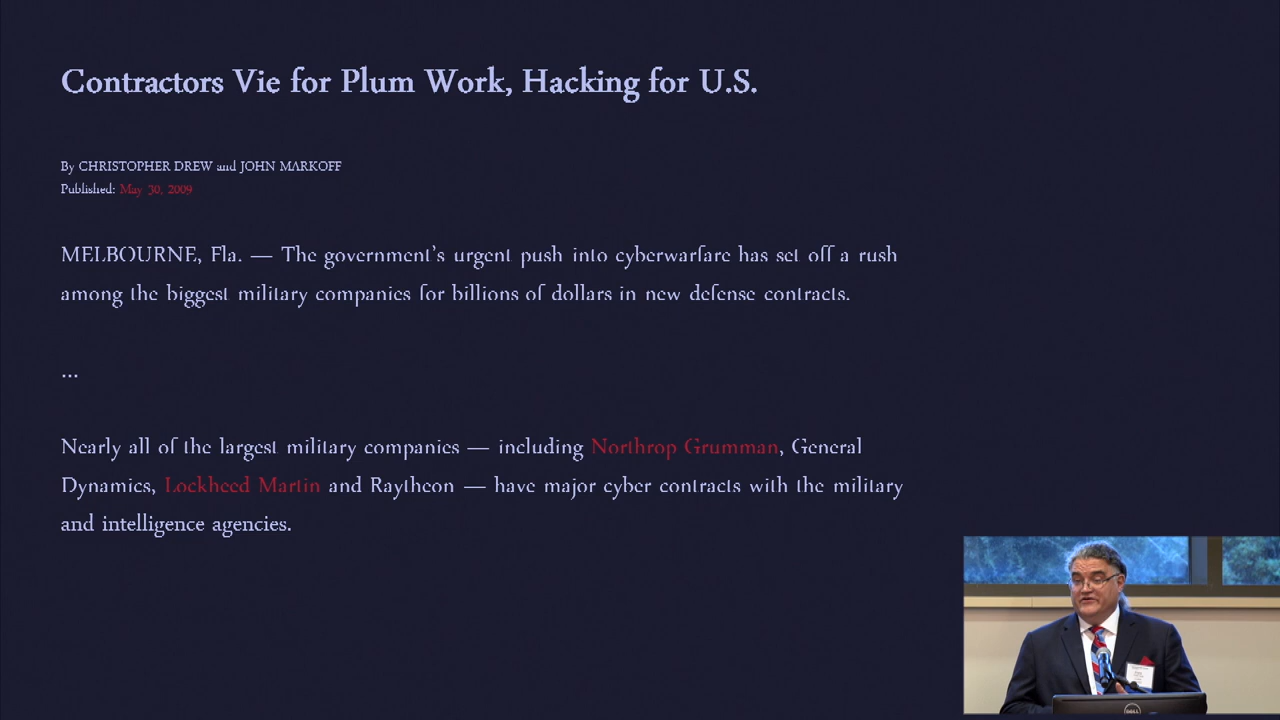 Contractors Vie for Plum Work, Hacking for U.S.
By CHRISTOPHER DREW and JOHN MARKOFF
Published: May 30, 2009
MELBOURNE, Fla. — The government's urgent push into cyberwarfare has set off a rush
among the biggest military companies for billions of dollars in new defense contracts.
...
Nearly all of the largest military companies — including Northrop Grumman, General
Dynamics, Lockheed Martin and Raytheon — have major cyber contracts with the military
and intelligence agencies.
DELL